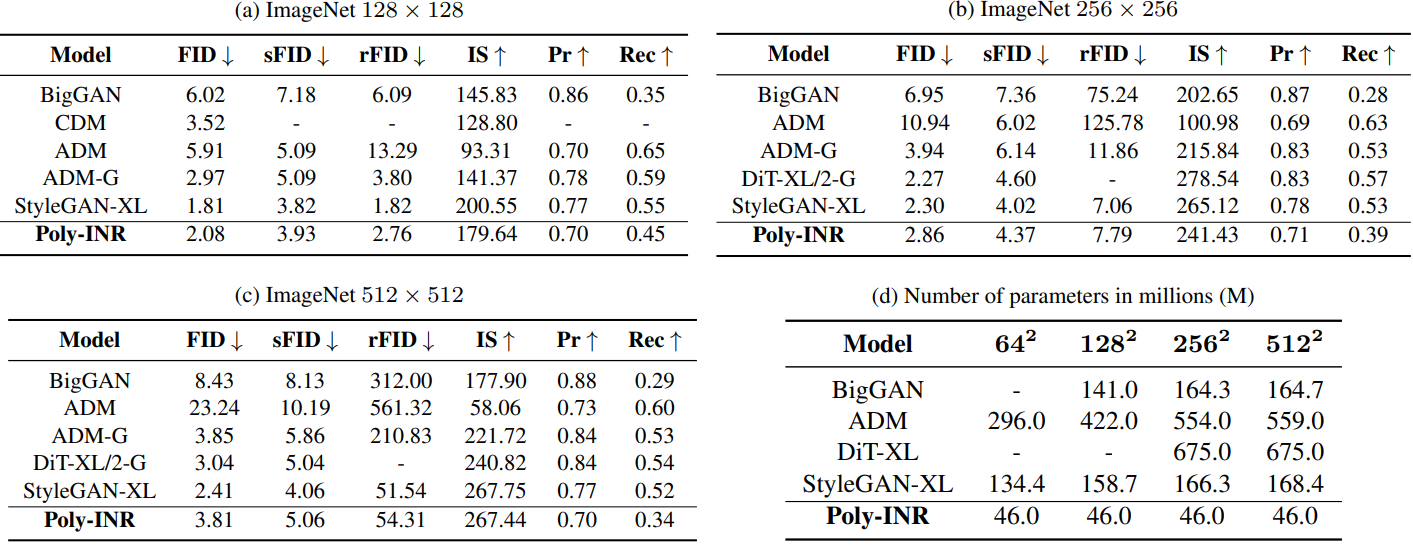 (a) ImageNet 128 × 128
Model FID ↓ sFID ↓ rFID ↓ IS ↑ Pr ↑ Rec ↑
BigGAN 6.02 7.18 6.09 145.83 0.86 0.35
CDM 3.52 - - 128.80 - -
ADM 5.91 5.09 13.29 93.31 0.70 0.65
ADM-G 2.97 5.09 3.80 141.37 0.78 0.59
StyleGAN-XL 1.81 3.82 1.82 200.55 0.77 0.55
Poly-INR 2.08 3.93 2.76 179.64 0.70 0.45
(b) ImageNet 256 × 256
Model FID ↓ sFID ↓ rFID ↓ IS ↑ Pr ↑ Rec ↑
BigGAN 6.95 7.36 75.24 202.65 0.87 0.28
ADM 10.94 6.02 125.78 100.98 0.69 0.63
ADM-G 3.94 6.14 11.86 215.84 0.83 0.53
DiT-XL/2-G 2.27 4.60 - 278.54 0.83 0.57
StyleGAN-XL 2.30 4.02 7.06 265.12 0.78 0.53
Poly-INR 2.86 4.37 7.79 241.43 0.71 0.39
(c) ImageNet 512 × 512
Model FID ↓ sFID ↓ rFID ↓ IS ↑ Pr ↑ Rec ↑
BigGAN 8.43 8.13 312.00 177.90 0.88 0.29
ADM 23.24 10.19 561.32 58.06 0.73 0.60
ADM-G 3.85 5.86 210.83 221.72 0.84 0.53
DiT-XL/2-G 3.04 5.04 - 240.82 0.84 0.54
StyleGAN-XL 2.41 4.06 51.54 267.75 0.77 0.52
Poly-INR 3.81 5.06 54.31 267.44 0.70 0.34
(d) Number of parameters in millions (M)
Model 64² 128² 256² 512²
BigGAN - 141.0 164.3 164.7
ADM 296.0 422.0 554.0 559.0
DiT-XL - - 675.0 675.0
StyleGAN-XL 134.4 158.7 166.3 168.4
Poly-INR 46.0 46.0 46.0 46.0